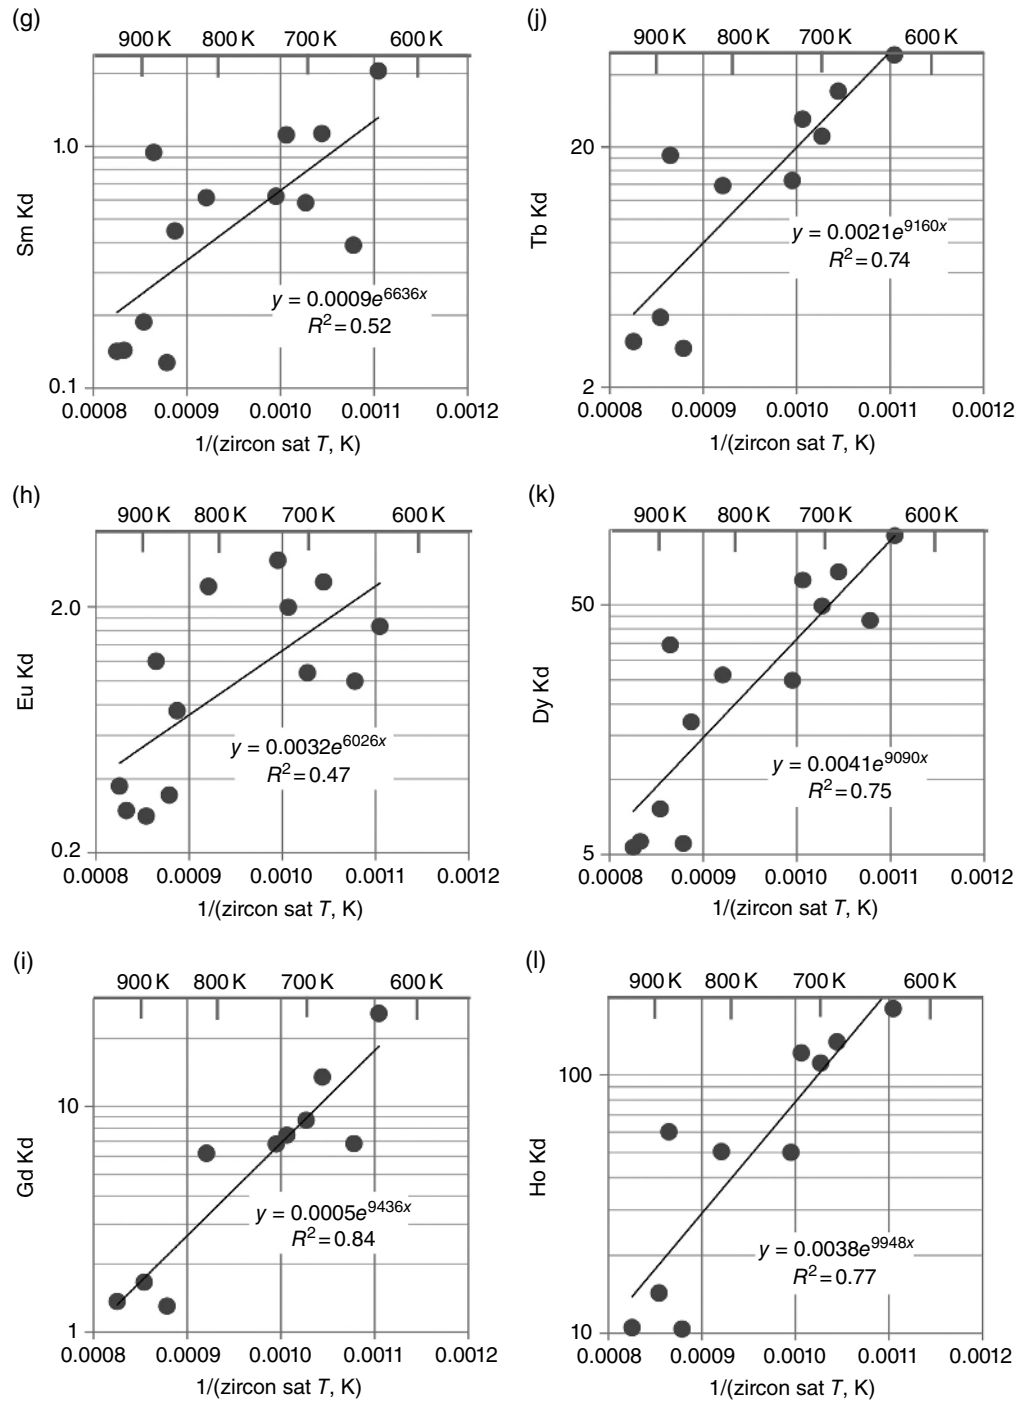 (g)
900 K 800 K 700 K 600 K
1.0
Sm Kd
y = 0.0009e^6636x
R² = 0.52
0.1
0.0008 0.0009 0.0010 0.0011 0.0012
1/(zircon sat T, K)
(j)
900 K 800 K 700 K 600 K
20
Tb Kd
y = 0.0021e^9160x
R² = 0.74
2
0.0008 0.0009 0.0010 0.0011 0.0012
1/(zircon sat T, K)
(h)
900 K 800 K 700 K 600 K
2.0
Eu Kd
y = 0.0032e^6026x
R² = 0.47
0.2
0.0008 0.0009 0.0010 0.0011 0.0012
1/(zircon sat T, K)
(k)
900 K 800 K 700 K 600 K
50
Dy Kd
y = 0.0041e^9090x
R² = 0.75
5
0.0008 0.0009 0.0010 0.0011 0.0012
1/(zircon sat T, K)
(i)
900 K 800 K 700 K 600 K
10
Gd Kd
y = 0.0005e^9436x
R² = 0.84
1
0.0008 0.0009 0.0010 0.0011 0.0012
1/(zircon sat T, K)
(l)
900 K 800 K 700 K 600 K
100
Ho Kd
y = 0.0038e^9948x
R² = 0.77
10
0.0008 0.0009 0.0010 0.0011 0.0012
1/(zircon sat T, K)